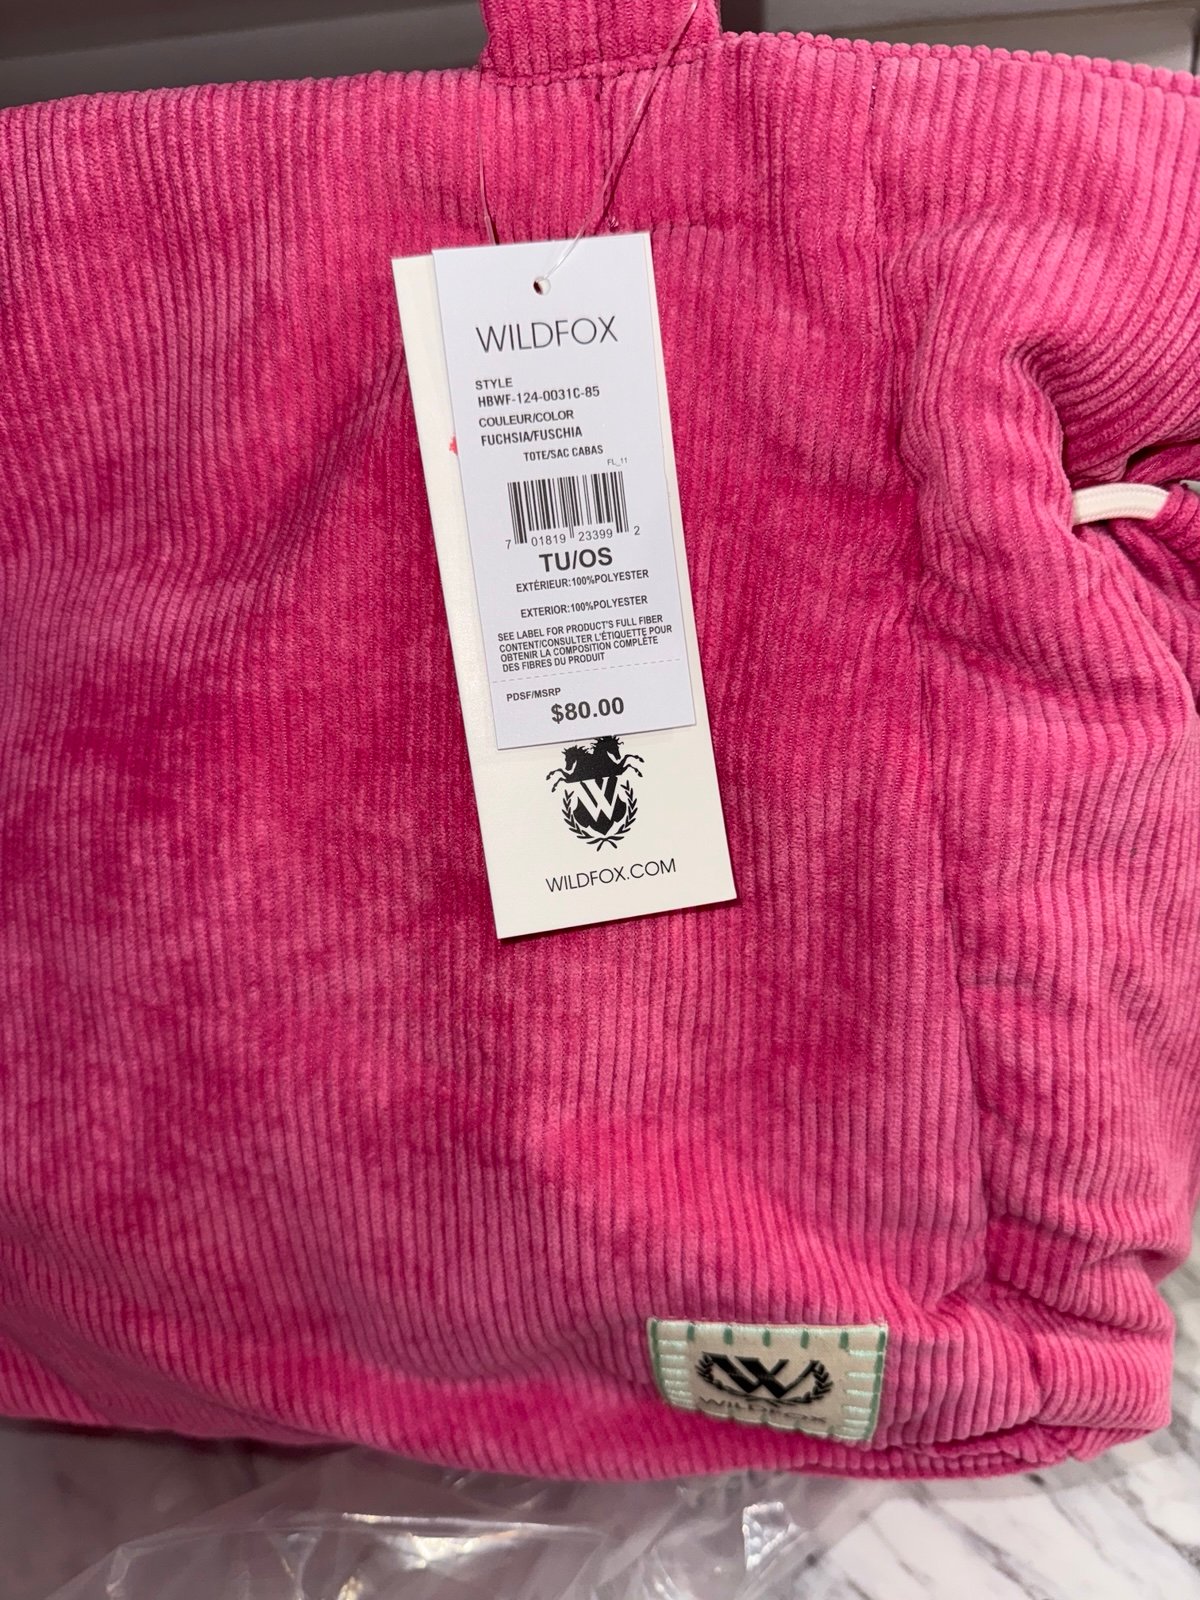 WILDFOX
STYLE
HBWF-124-0031C-85
COULEUR/COLOR
FUCHSIA/FUSCHIA
TOTE/SAC CABAS
FL_11
7 01819 23399 2
TU/OS
EXTÉRIEUR:100%POLYESTER
EXTERIOR:100%POLYESTER
SEE LABEL FOR PRODUCT'S FULL FIBER
CONTENT/CONSULTER L'ÉTIQUETTE POUR
OBTENIR LA COMPOSITION COMPLÈTE
DES FIBRES DU PRODUIT
PDSF/MSRP
$80.00
W
WILDFOX.COM
W
WILDFOX